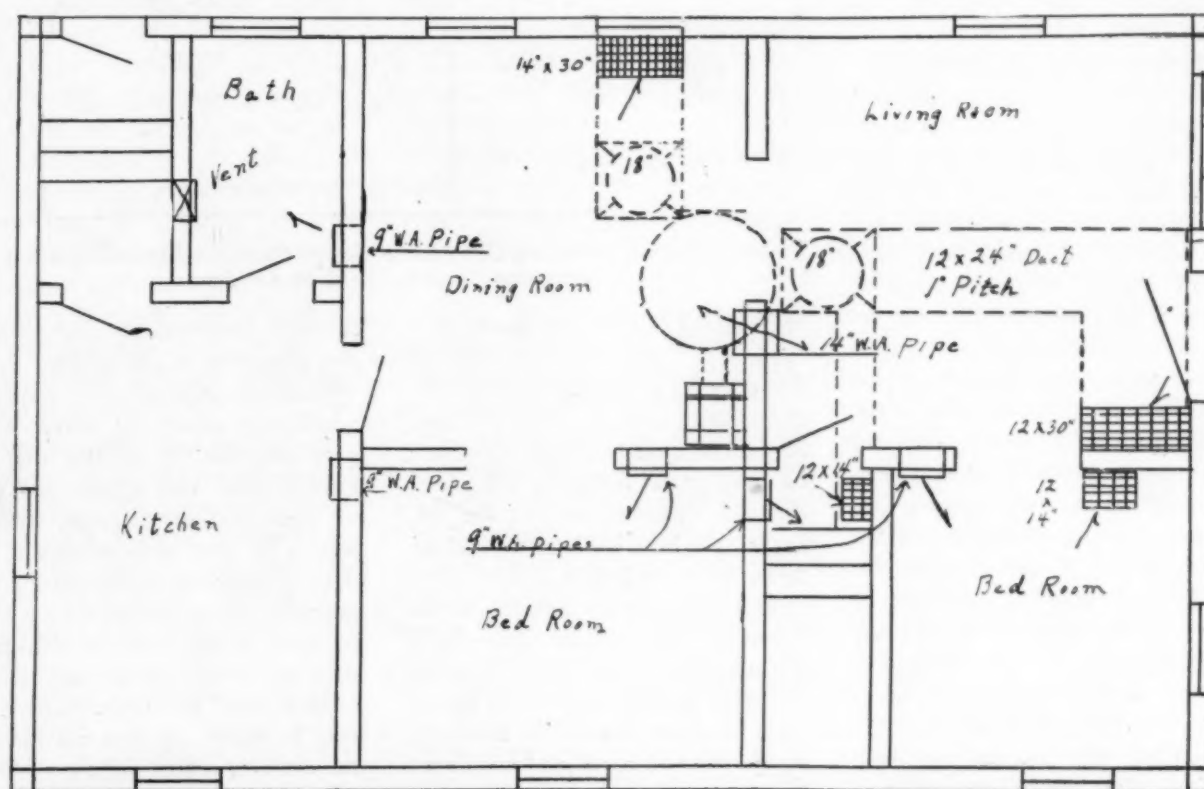 14" x 30"
Bath
Living Room
Vent
18"
9" W.A. Pipe
18"
12 x 24" Duct
Pitch
Dining Room
14" W.A. Pipe
12 x 30"
12 x 14"
9" W.A. Pipe
12
x
14"
Kitchen
9" W.A. pipes
Bed Room
Bed Room